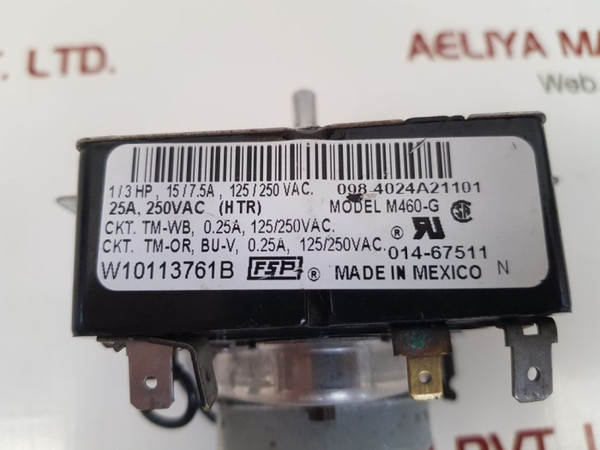 T. LTD.
AELIYA MA
Web.
1/3 HP, 15/7.5A, 125/250 VAC. 098 4024A21101
25A, 250VAC (HTR) MODEL M460-G
CKT. TM-WB, 0.25A, 125/250VAC.
CKT. TM-OR, BU-V, 0.25A, 125/250VAC. 014-67511
W10113761B FSP ® MADE IN MEXICO N